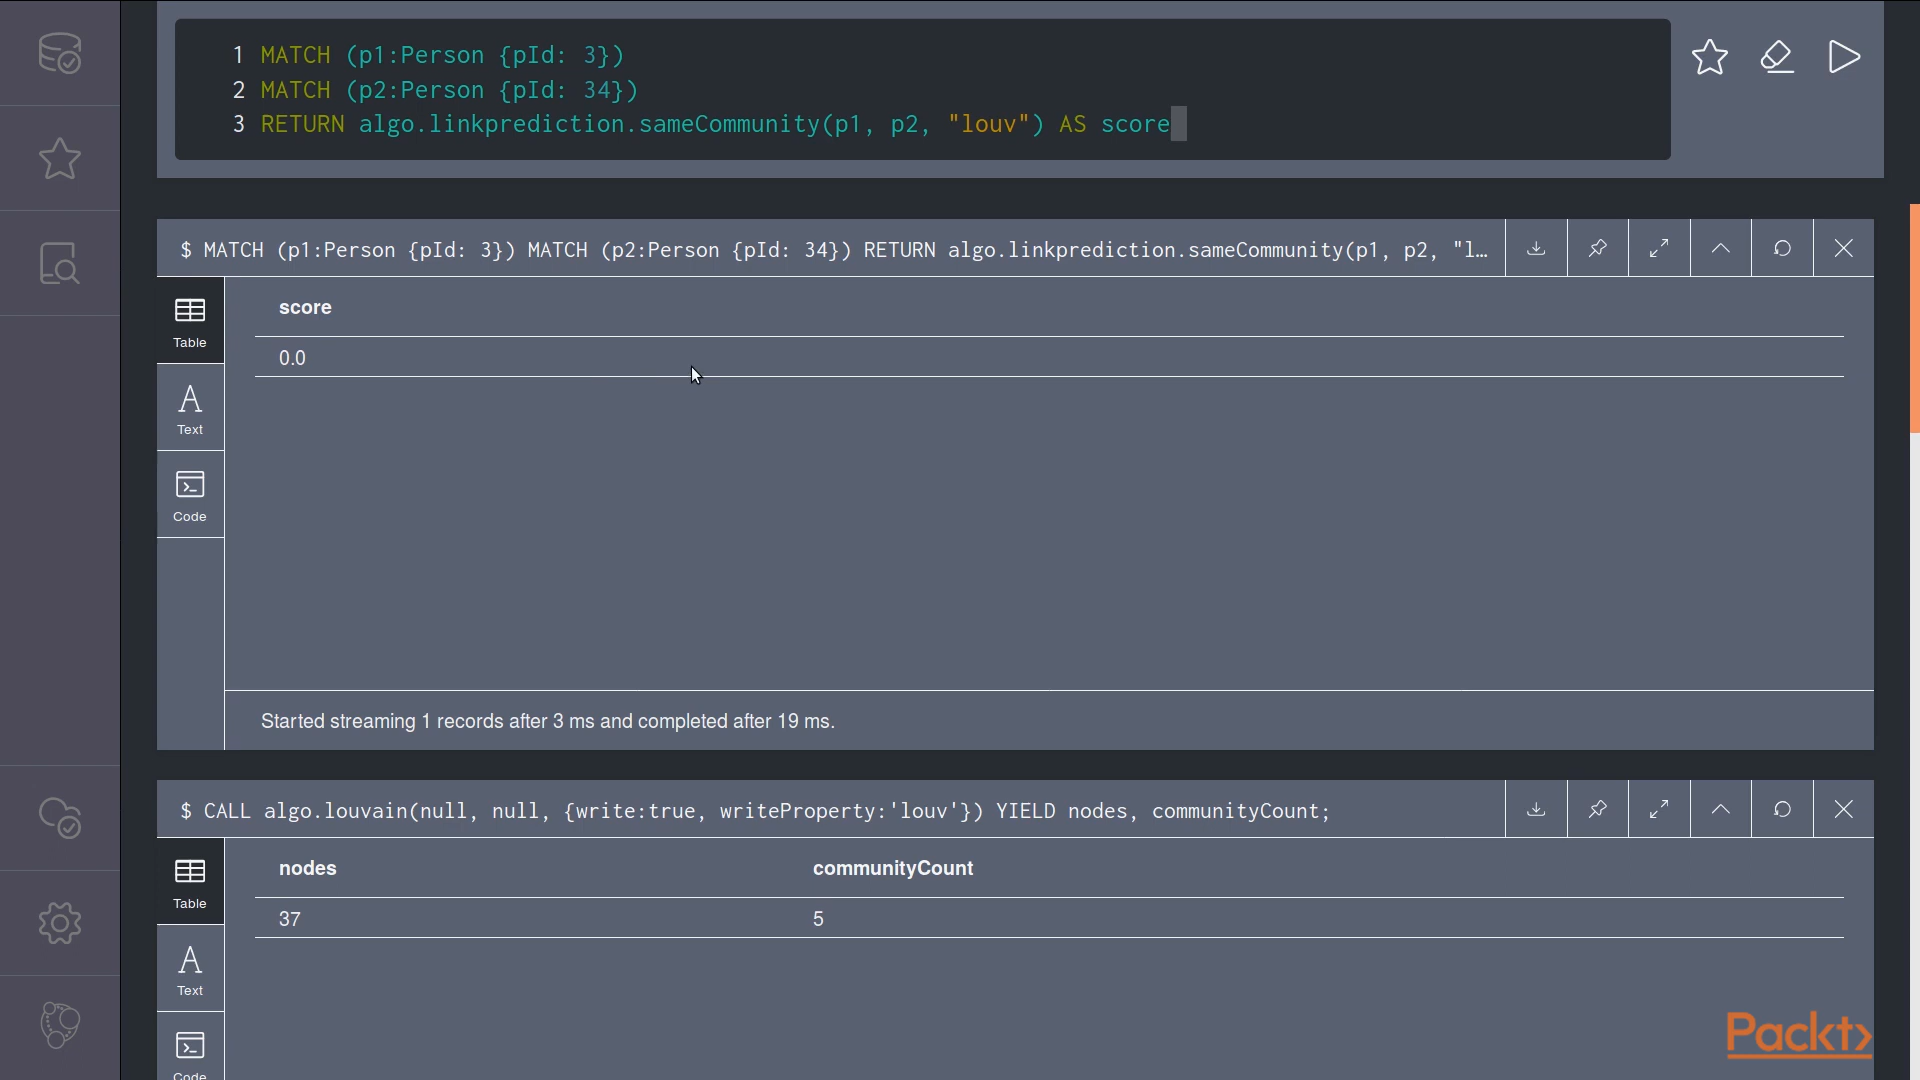 1 MATCH (p1:Person {pId: 3})
2 MATCH (p2:Person {pId: 34})
3 RETURN algo.linkprediction.sameCommunity(p1, p2, "louv") AS score
$ MATCH (p1:Person {pId: 3}) MATCH (p2:Person {pId: 34}) RETURN algo.linkprediction.sameCommunity(p1, p2, "l…
Table
score
0.0
Text
Code
Started streaming 1 records after 3 ms and completed after 19 ms.
$ CALL algo.louvain(null, null, {write:true, writeProperty:'louv'}) YIELD nodes, communityCount;
Table
nodes communityCount
37 5
Text
Code
Packt>